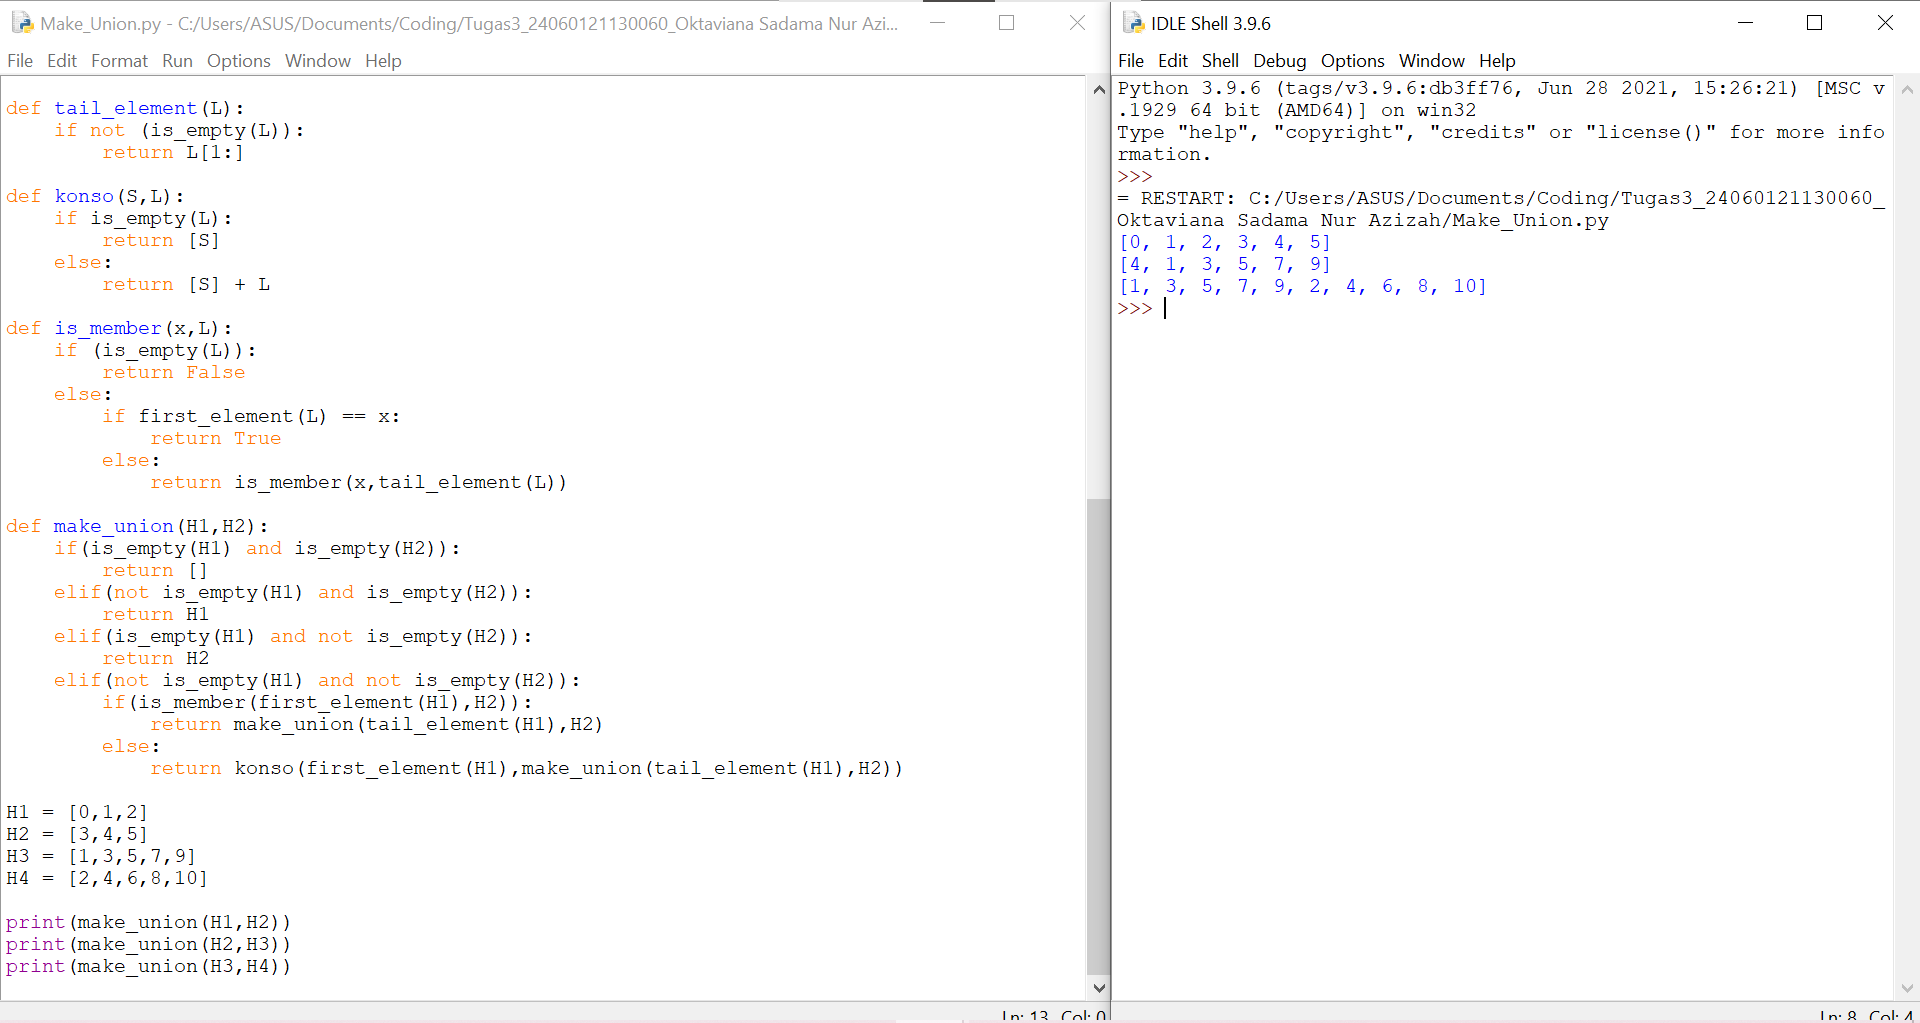 Make_Union.py - C:/Users/ASUS/Documents/Coding/Tugas3_24060121130060_Oktaviana Sadama Nur Azi...
File Edit Format Run Options Window Help
def tail_element(L):
    if not (is_empty(L)):
        return L[1:]
def konso(S,L):
    if is_empty(L):
        return [S]
    else:
        return [S] + L
def is_member(x,L):
    if (is_empty(L)):
        return False
    else:
        if first_element(L) == x:
            return True
        else:
            return is_member(x,tail_element(L))
def make_union(H1,H2):
    if(is_empty(H1) and is_empty(H2)):
        return []
    elif(not is_empty(H1) and is_empty(H2)):
        return H1
    elif(is_empty(H1) and not is_empty(H2)):
        return H2
    elif(not is_empty(H1) and not is_empty(H2)):
        if(is_member(first_element(H1),H2)):
            return make_union(tail_element(H1),H2)
        else:
            return konso(first_element(H1),make_union(tail_element(H1),H2))
H1 = [0,1,2]
H2 = [3,4,5]
H3 = [1,3,5,7,9]
H4 = [2,4,6,8,10]
print(make_union(H1,H2))
print(make_union(H2,H3))
print(make_union(H3,H4))
Ln: 13 Col: 0
IDLE Shell 3.9.6
File Edit Shell Debug Options Window Help
Python 3.9.6 (tags/v3.9.6:db3ff76, Jun 28 2021, 15:26:21) [MSC v
.1929 64 bit (AMD64)] on win32
Type "help", "copyright", "credits" or "license()" for more info
rmation.
>>>
= RESTART: C:/Users/ASUS/Documents/Coding/Tugas3_24060121130060_
Oktaviana Sadama Nur Azizah/Make_Union.py
[0, 1, 2, 3, 4, 5]
[4, 1, 3, 5, 7, 9]
[1, 3, 5, 7, 9, 2, 4, 6, 8, 10]
>>>
Ln: 8 Col: 4